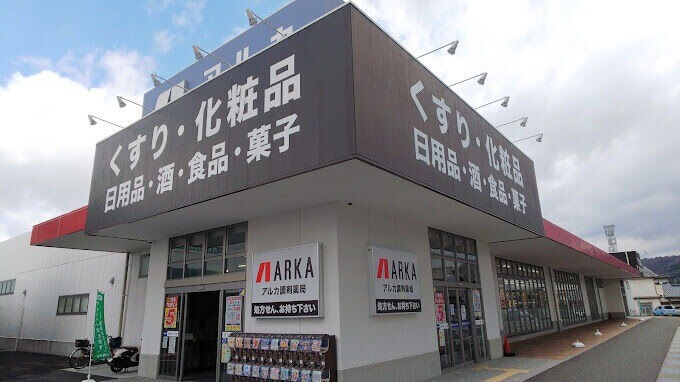 アルカ
くすり・化粧品
日用品・酒・食品・菓子
くすり・化粧品
日用品・酒・食品・菓子
ARKA
アルカ調剤薬局
処方せん、お持ち下さい
ARKA
アルカ調剤薬局
処方せん、お持ち下さい